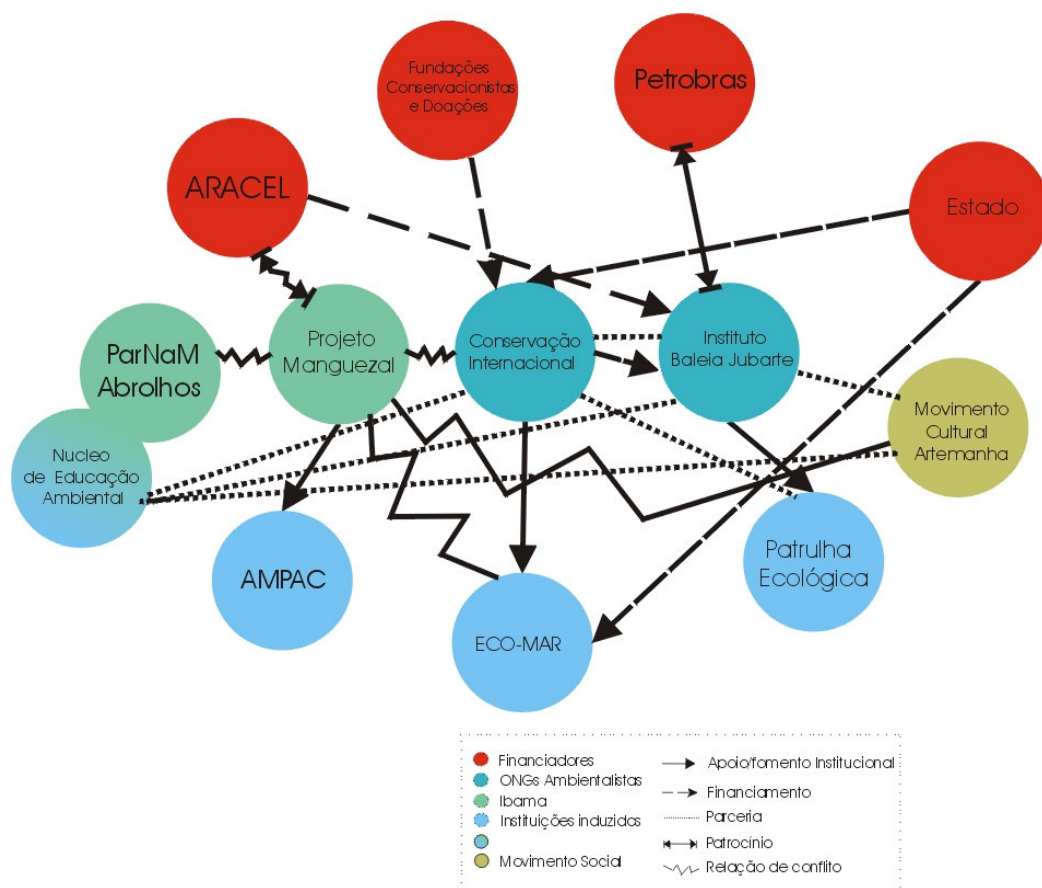 Fundações
Conservacionistas
e Doações
Petrobras
ARACEL
Estado
ParNaM
Abrolhos
Projeto
Manguezal
Conservação
Internacional
Instituto
Baleia Jubarte
Movimento
Cultural
Artemanha
Nucleo
de Educação
Ambiental
AMPAC
ECO-MAR
Patrulha
Ecológica
Financiadores
ONGs Ambientalistas
Ibama
Instituições induzidas
Movimento Social
Apoio/fomento Institucional
Financiamento
Parceria
Patrocínio
Relação de conflito